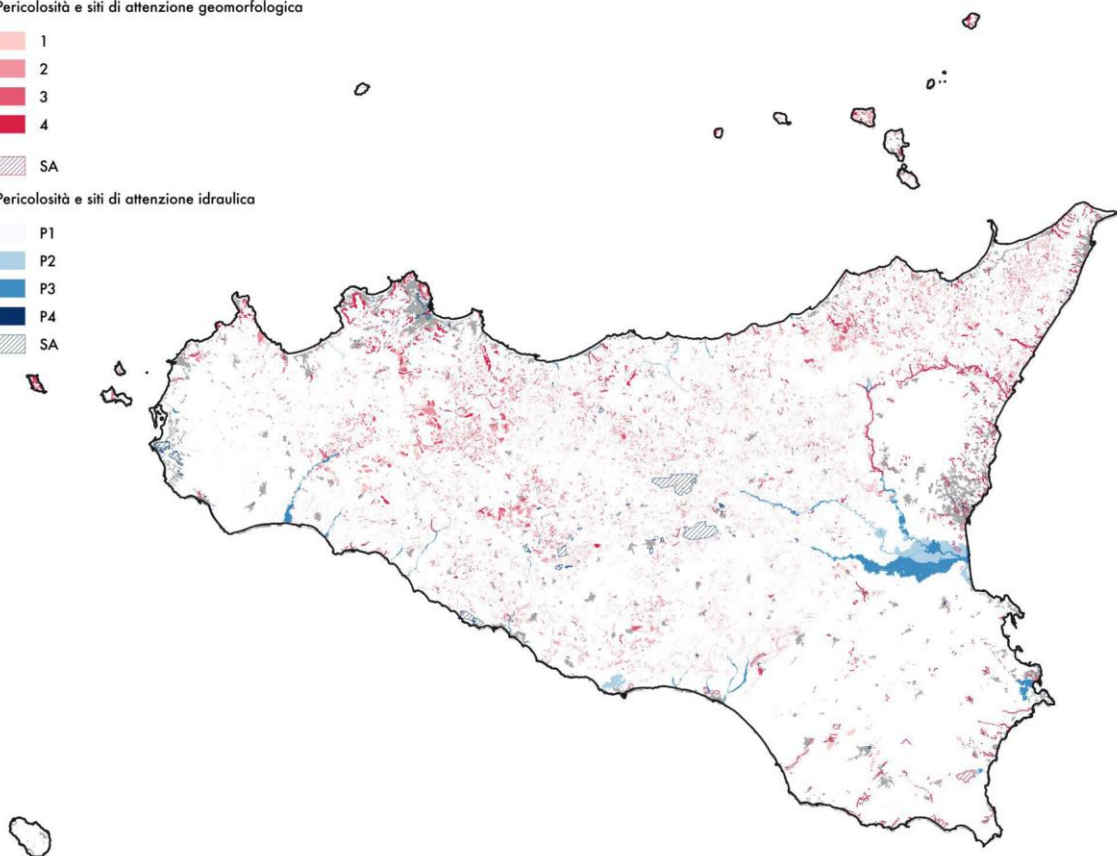 Pericolosità e siti di attenzione geomorfologica
1
2
3
4
SA
Pericolosità e siti di attenzione idraulica
P1
P2
P3
P4
SA